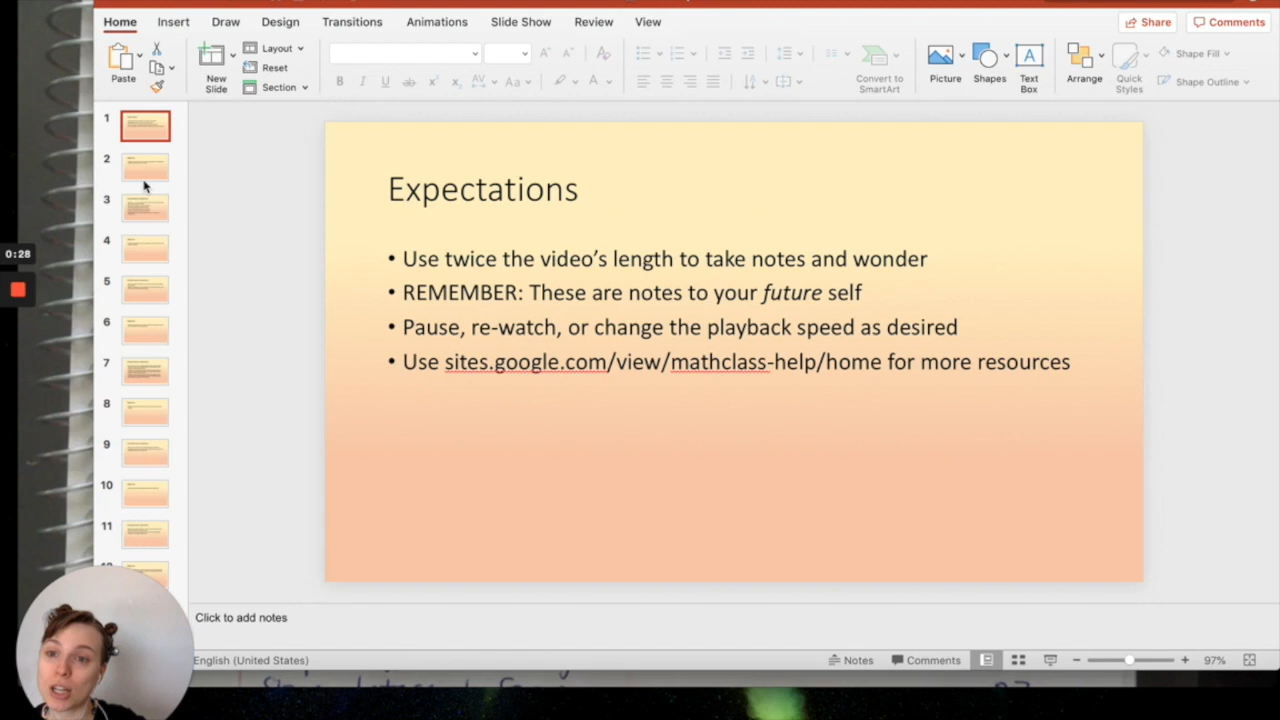 Home Insert Draw Design Transitions Animations Slide Show Review View Share Comments
Paste
New Slide
Layout
Reset
Section
Convert to SmartArt
Picture
Shapes
Text Box
Arrange
Quick Styles
Shape Fill
Shape Outline
1
2
3
4
5
6
7
8
9
10
11
0:28
Expectations
• Use twice the video’s length to take notes and wonder
• REMEMBER: These are notes to your future self
• Pause, re-watch, or change the playback speed as desired
• Use sites.google.com/view/mathclass-help/home for more resources
Click to add notes
English (United States) Notes Comments 97%